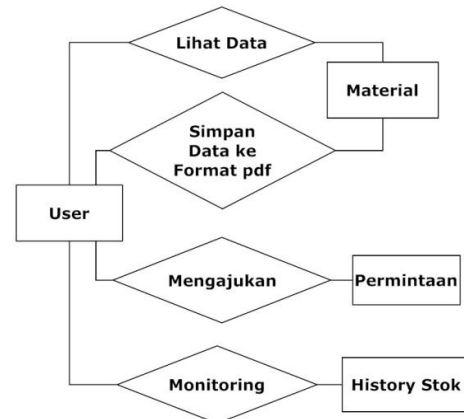 Lihat Data
Material
Simpan
Data ke
Format pdf
User
Mengajukan
Permintaan
Monitoring
History Stok